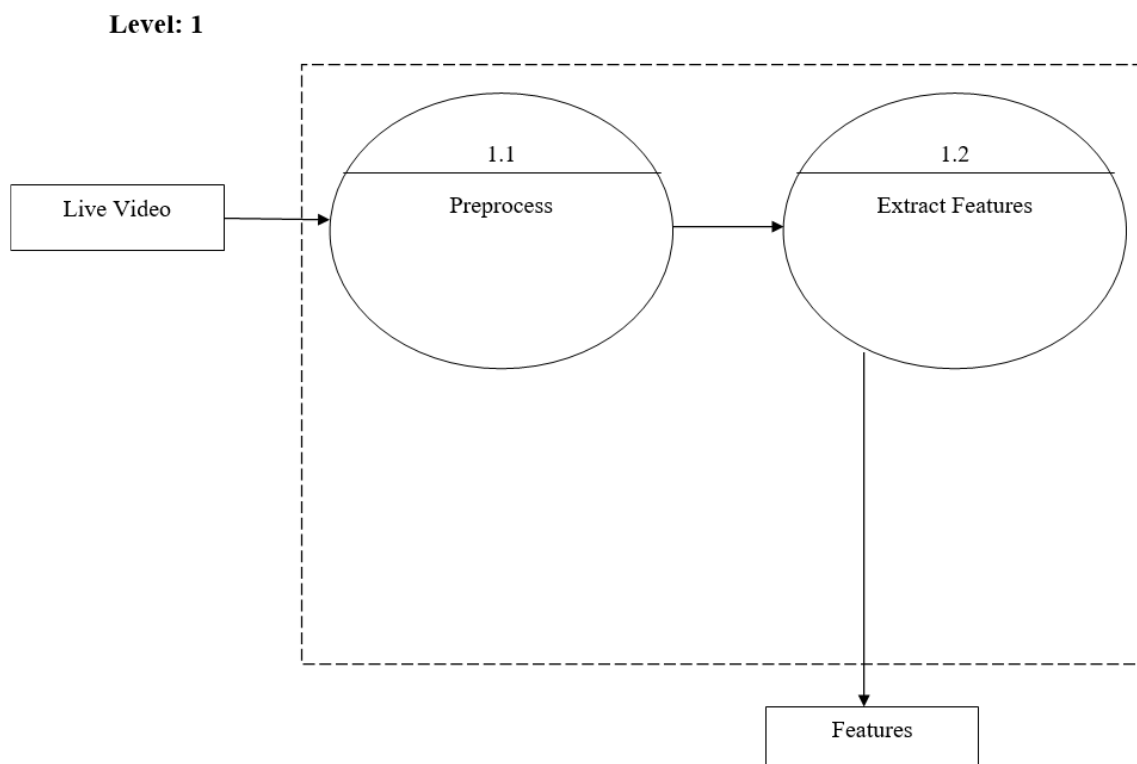 Level: 1
1.1
Preprocess
1.2
Extract Features
Live Video
Features